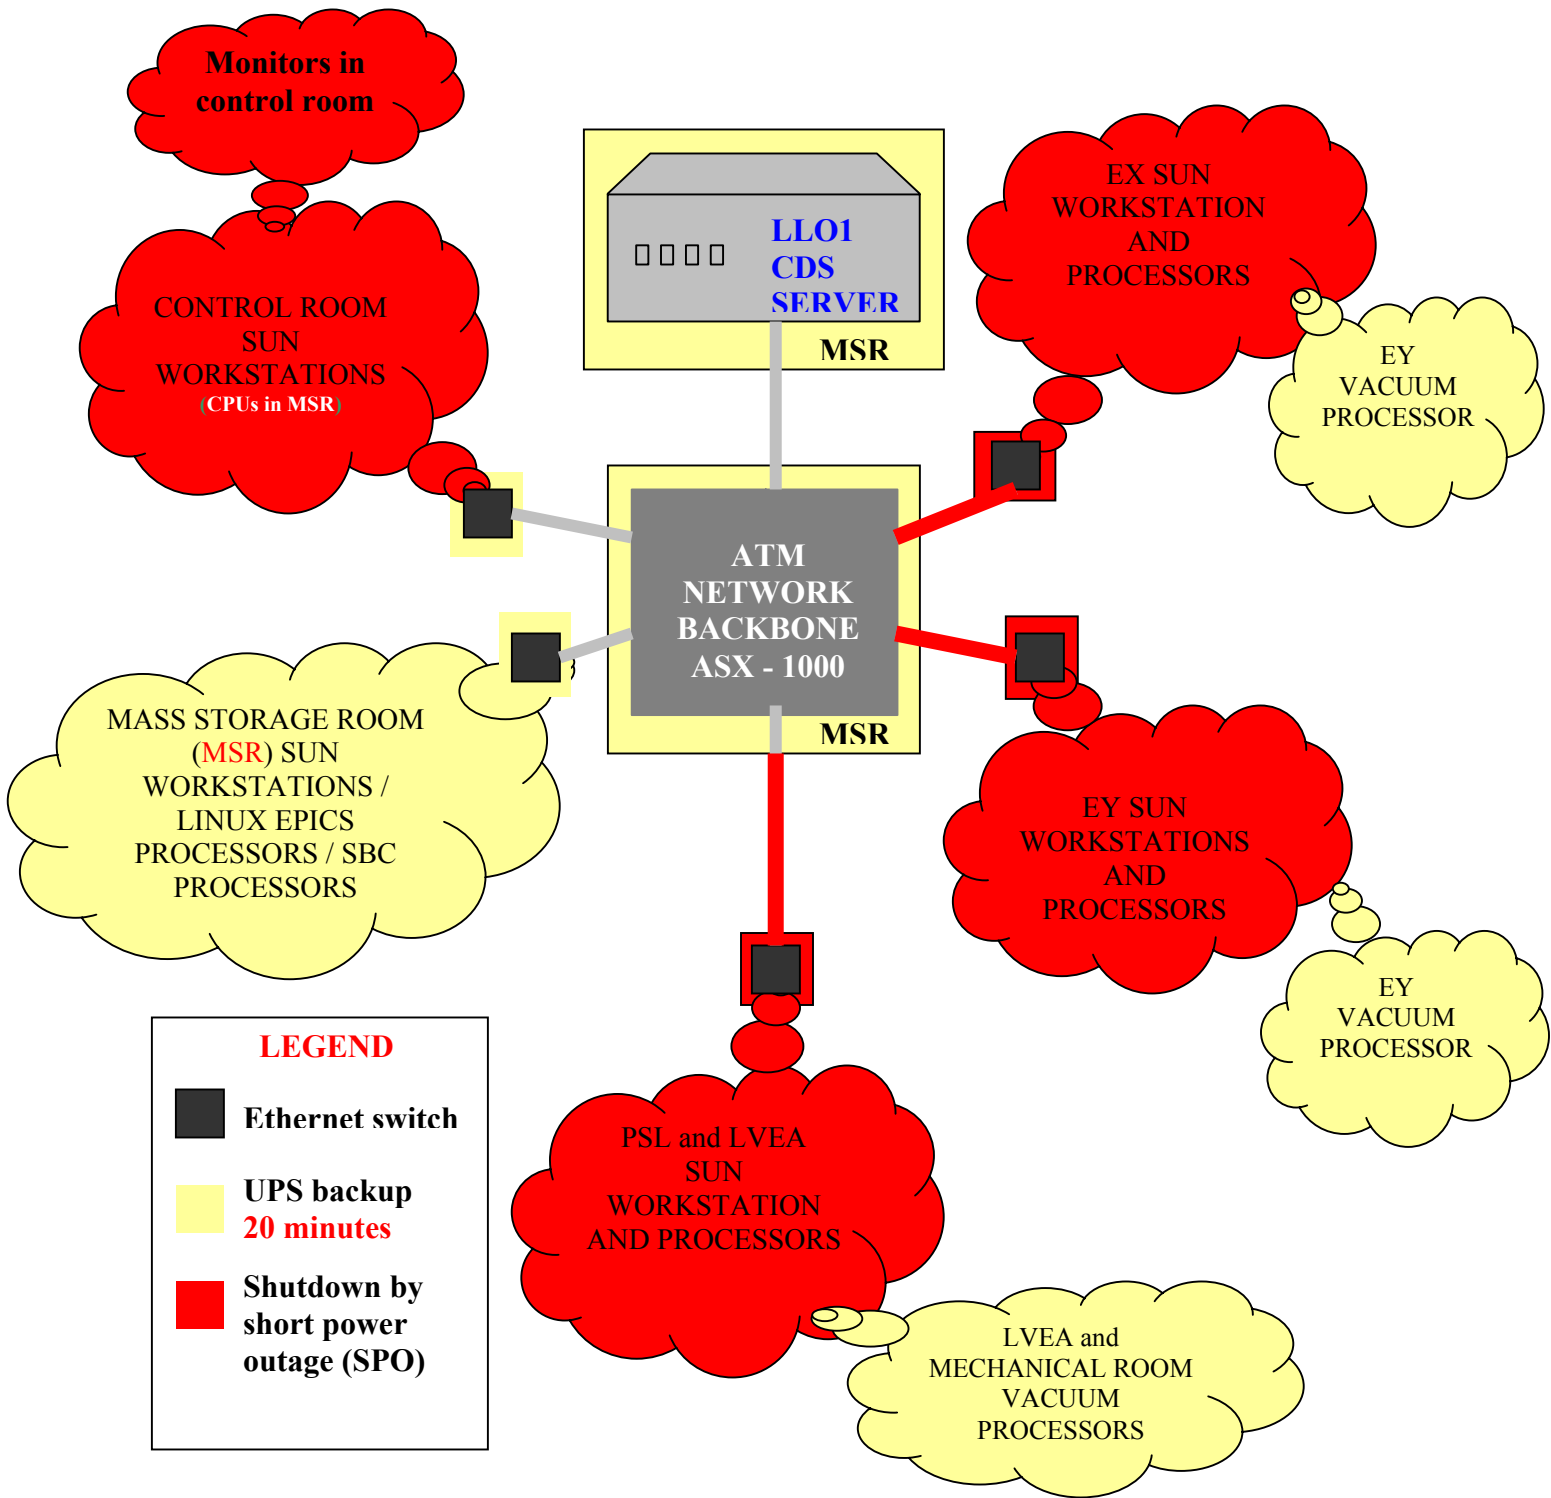 Monitors in
control room
CONTROL ROOM
SUN
WORKSTATIONS
(CPUs in MSR)
LLO1
CDS
SERVER
MSR
EX SUN
WORKSTATION
AND
PROCESSORS
EY
VACUUM
PROCESSOR
ATM
NETWORK
BACKBONE
ASX - 1000
MSR
MASS STORAGE ROOM
(MSR) SUN
WORKSTATIONS /
LINUX EPICS
PROCESSORS / SBC
PROCESSORS
EY SUN
WORKSTATIONS
AND
PROCESSORS
EY
VACUUM
PROCESSOR
PSL and LVEA
SUN
WORKSTATION
AND PROCESSORS
LVEA and
MECHANICAL ROOM
VACUUM
PROCESSORS
LEGEND
Ethernet switch
UPS backup
20 minutes
Shutdown by
short power
outage (SPO)